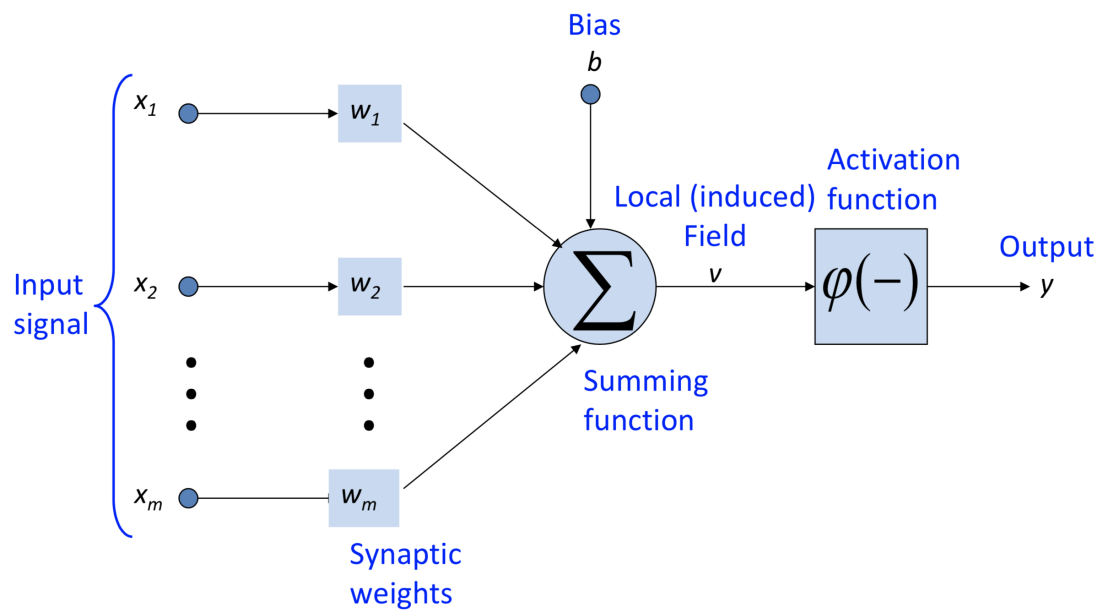 Bias
b
x₁
w₁
Activation
function
Local (induced)
Field
v
Output
y
Input
signal
x₂
w₂
∑
φ(−)
Summing
function
xₘ
wₘ
Synaptic
weights